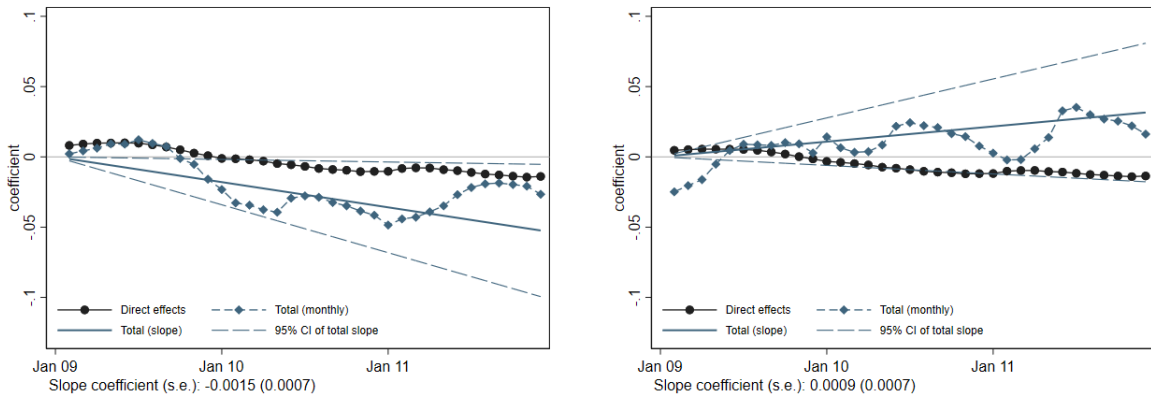 .1
.05
0
-.05
-.1
coefficient
Direct effects
Total (monthly)
Total (slope)
95% CI of total slope
Jan 09
Jan 10
Jan 11
Slope coefficient (s.e.): -0.0015 (0.0007)
.1
.05
0
-.05
-.1
coefficient
Direct effects
Total (monthly)
Total (slope)
95% CI of total slope
Jan 09
Jan 10
Jan 11
Slope coefficient (s.e.): 0.0009 (0.0007)